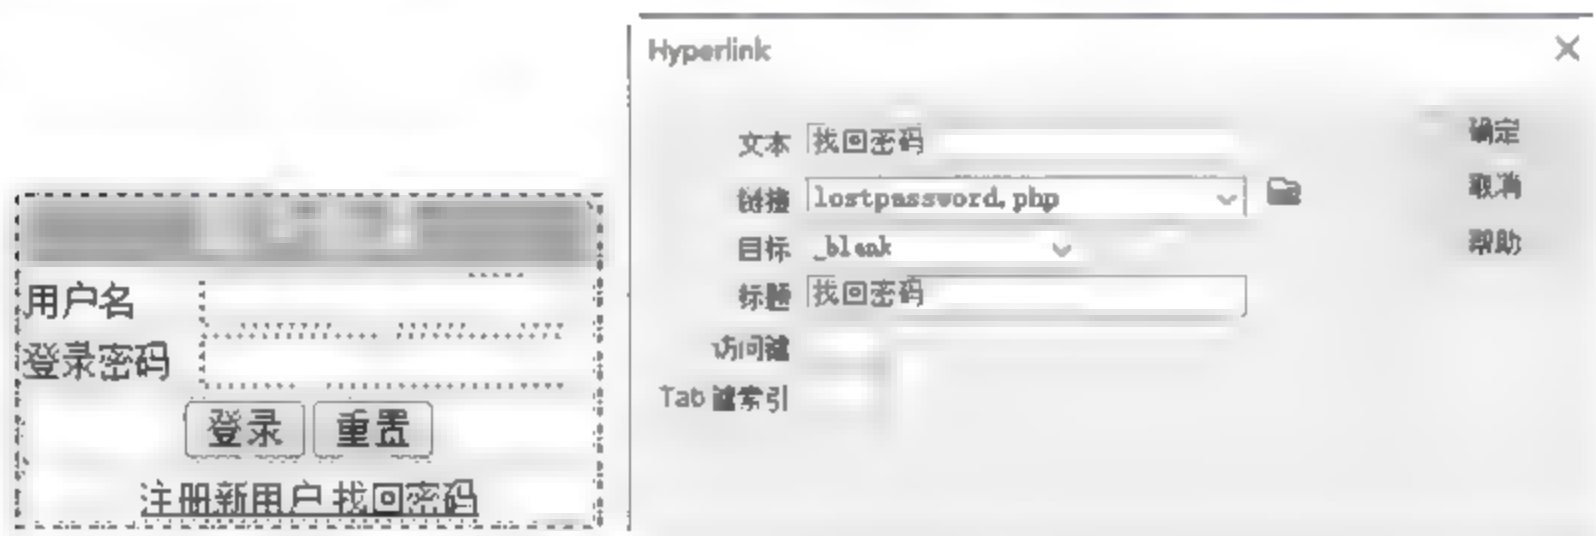 用户名
登录密码
登录 重置
注册新用户 找回密码
Hyperlink
文本 找回密码
链接 lostpassword.php
目标 _blank
标题 找回密码
访问键
Tab 键索引
确定
取消
帮助